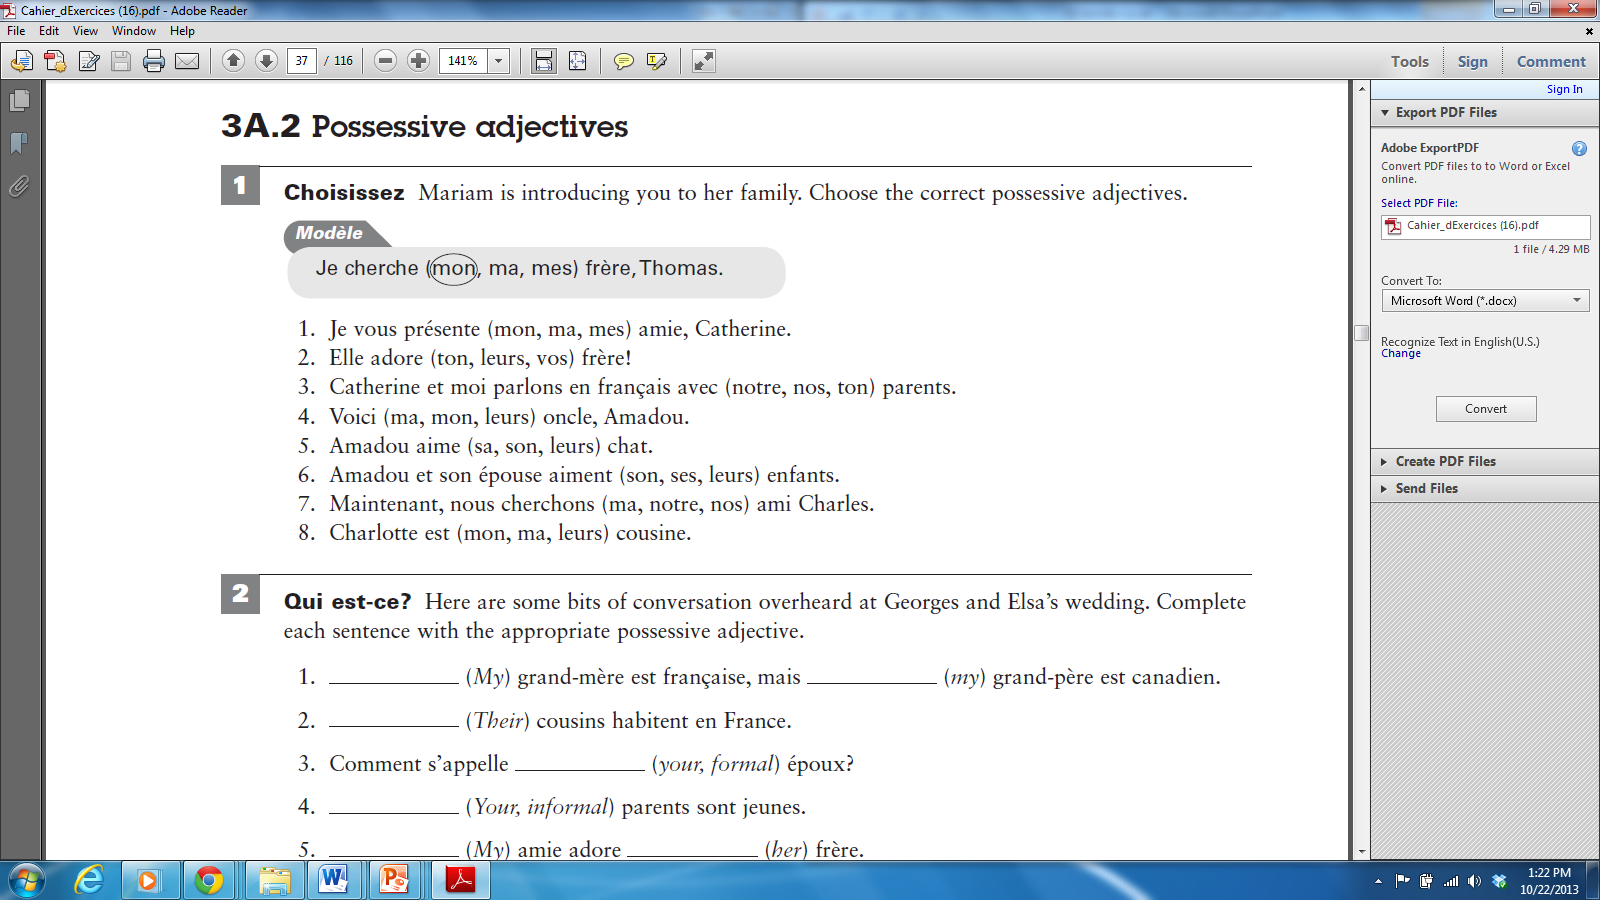 Cahier_dExercices (16).pdf - Adobe Reader
File Edit View Window Help
37 / 116 141% Tools Sign Comment
Sign In
Export PDF Files
Adobe ExportPDF
Convert PDF files to to Word or Excel
online.
Select PDF File:
Cahier_dExercices (16).pdf
1 file / 4.29 MB
Convert To:
Microsoft Word (*.docx)
Recognize Text in English(U.S.)
Change
Convert
Create PDF Files
Send Files
3A.2 Possessive adjectives
1 Choisissez Mariam is introducing you to her family. Choose the correct possessive adjectives.
Modèle
Je cherche (mon, ma, mes) frère, Thomas.
1. Je vous présente (mon, ma, mes) amie, Catherine.
2. Elle adore (ton, leurs, vos) frère!
3. Catherine et moi parlons en français avec (notre, nos, ton) parents.
4. Voici (ma, mon, leurs) oncle, Amadou.
5. Amadou aime (sa, son, leurs) chat.
6. Amadou et son épouse aiment (son, ses, leurs) enfants.
7. Maintenant, nous cherchons (ma, notre, nos) ami Charles.
8. Charlotte est (mon, ma, leurs) cousine.
2 Qui est-ce? Here are some bits of conversation overheard at Georges and Elsa's wedding. Complete
each sentence with the appropriate possessive adjective.
1. ____________ (My) grand-mère est française, mais ____________ (my) grand-père est canadien.
2. ____________ (Their) cousins habitent en France.
3. Comment s'appelle ____________ (your, formal) époux?
4. ____________ (Your, informal) parents sont jeunes.
5. ____________ (My) amie adore ____________ (her) frère.
1:22 PM
10/22/2013